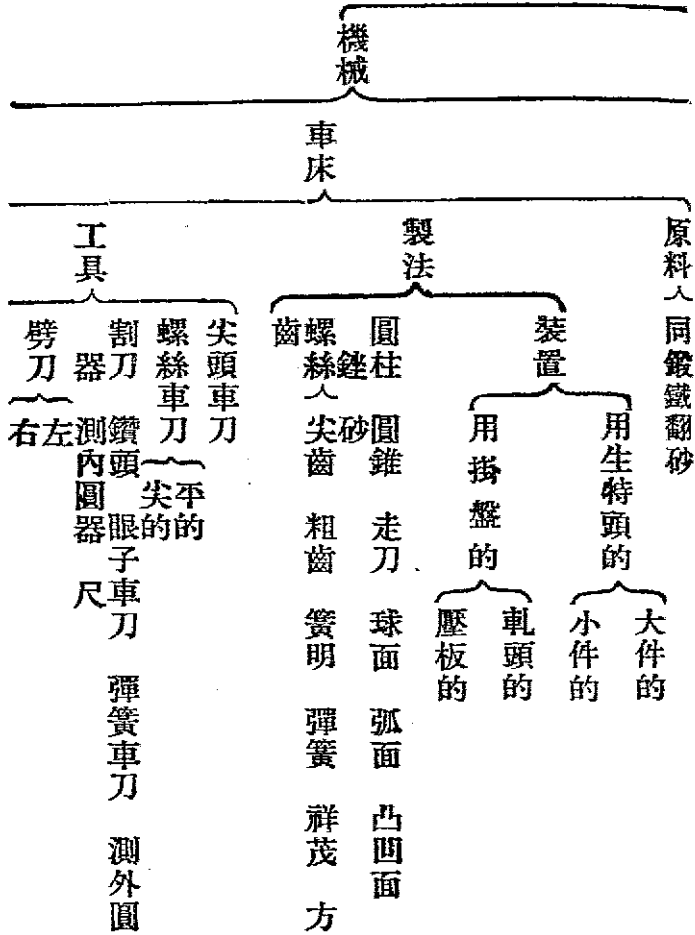 機械
車床
原料
同鍛鐵翻砂
製法
裝置
用生特頭的
大件的
小件的
用掛盤的
軋頭的
壓板的
圓柱 圓錐 走刀 球面 弧面 凸凹面
銼 砂
螺絲 尖齒 粗齒 簧明 彈簧 祥茂 方
齒
工具
尖頭車刀
螺絲車刀
平的
尖的
割刀 鑽頭 眼子車刀 彈簧車刀 測外圓
器 測內圓器 尺
劈刀
左
右